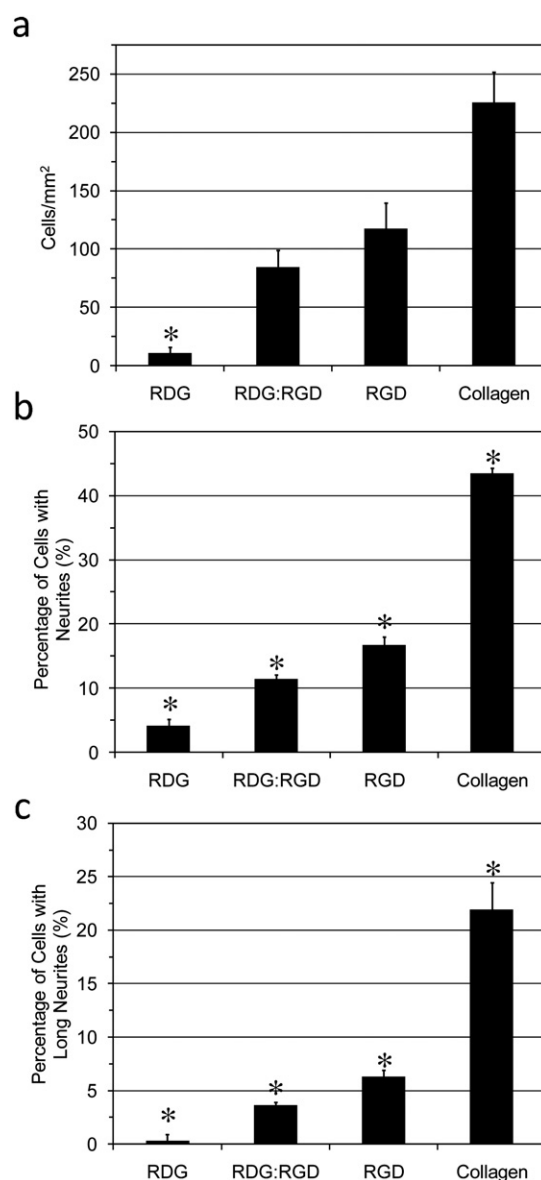 a
250
200
150
100
50
0
Cells/mm²
*
RDG RDG:RGD RGD Collagen
b
50
40
30
20
10
0
Percentage of Cells with
Neurites (%)
* * * *
RDG RDG:RGD RGD Collagen
c
30
25
20
15
10
5
0
Percentage of Cells with
Long Neurites (%)
* * * *
RDG RDG:RGD RGD Collagen